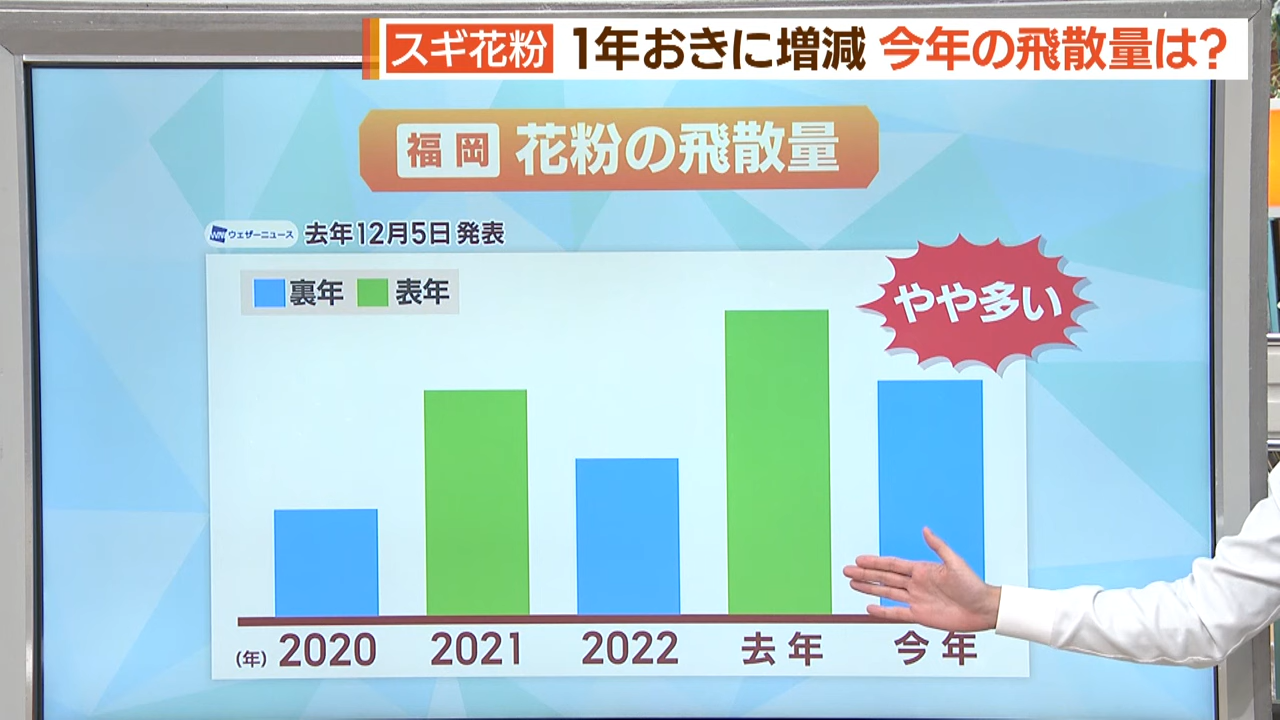 スギ花粉 1年おきに増減 今年の飛散量は?
福岡 花粉の飛散量
WN ウェザーニュース 去年12月5日発表
裏年 表年
やや多い
(年) 2020 2021 2022 去年 今年